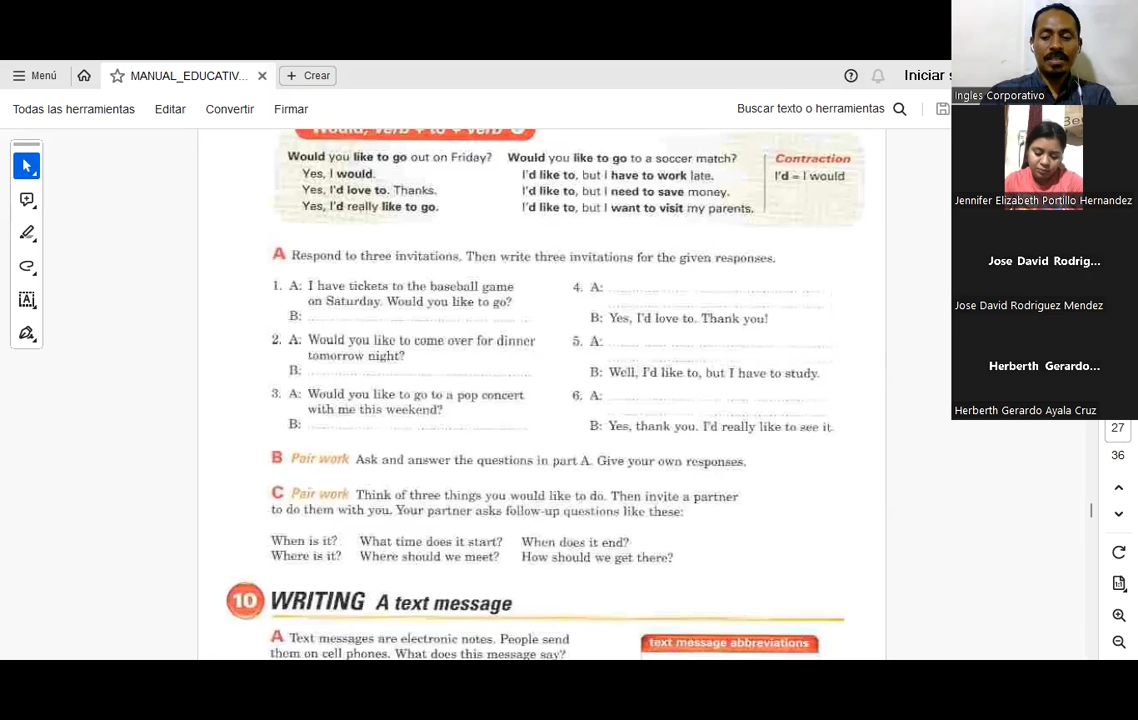 Menú
MANUAL_EDUCATIV...
Crear
Iniciar s
Todas las herramientas
Editar
Convertir
Firmar
Buscar texto o herramientas
Would, verb + to + verb
Would you like to go out on Friday?
Yes, I would.
Yes, I'd love to. Thanks.
Yes, I'd really like to go.
Would you like to go to a soccer match?
I'd like to, but I have to work late.
I'd like to, but I need to save money.
I'd like to, but I want to visit my parents.
Contraction
I'd = I would
A Respond to three invitations. Then write three invitations for the given responses.
1. A: I have tickets to the baseball game
on Saturday. Would you like to go?
B:
2. A: Would you like to come over for dinner
tomorrow night?
B:
3. A: Would you like to go to a pop concert
with me this weekend?
B:
4. A:
B: Yes, I'd love to. Thank you!
5. A:
B: Well, I'd like to, but I have to study.
6. A:
B: Yes, thank you. I'd really like to see it.
B Pair work Ask and answer the questions in part A. Give your own responses.
C Pair work Think of three things you would like to do. Then invite a partner
to do them with you. Your partner asks follow-up questions like these:
When is it? What time does it start? When does it end?
Where is it? Where should we meet? How should we get there?
10 WRITING A text message
A Text messages are electronic notes. People send
them on cell phones. What does this message say?
text message abbreviations
Ingles Corporativo
Jennifer Elizabeth Portillo Hernandez
Jose David Rodrig...
Jose David Rodriguez Mendez
Herberth Gerardo...
Herberth Gerardo Ayala Cruz
27
36